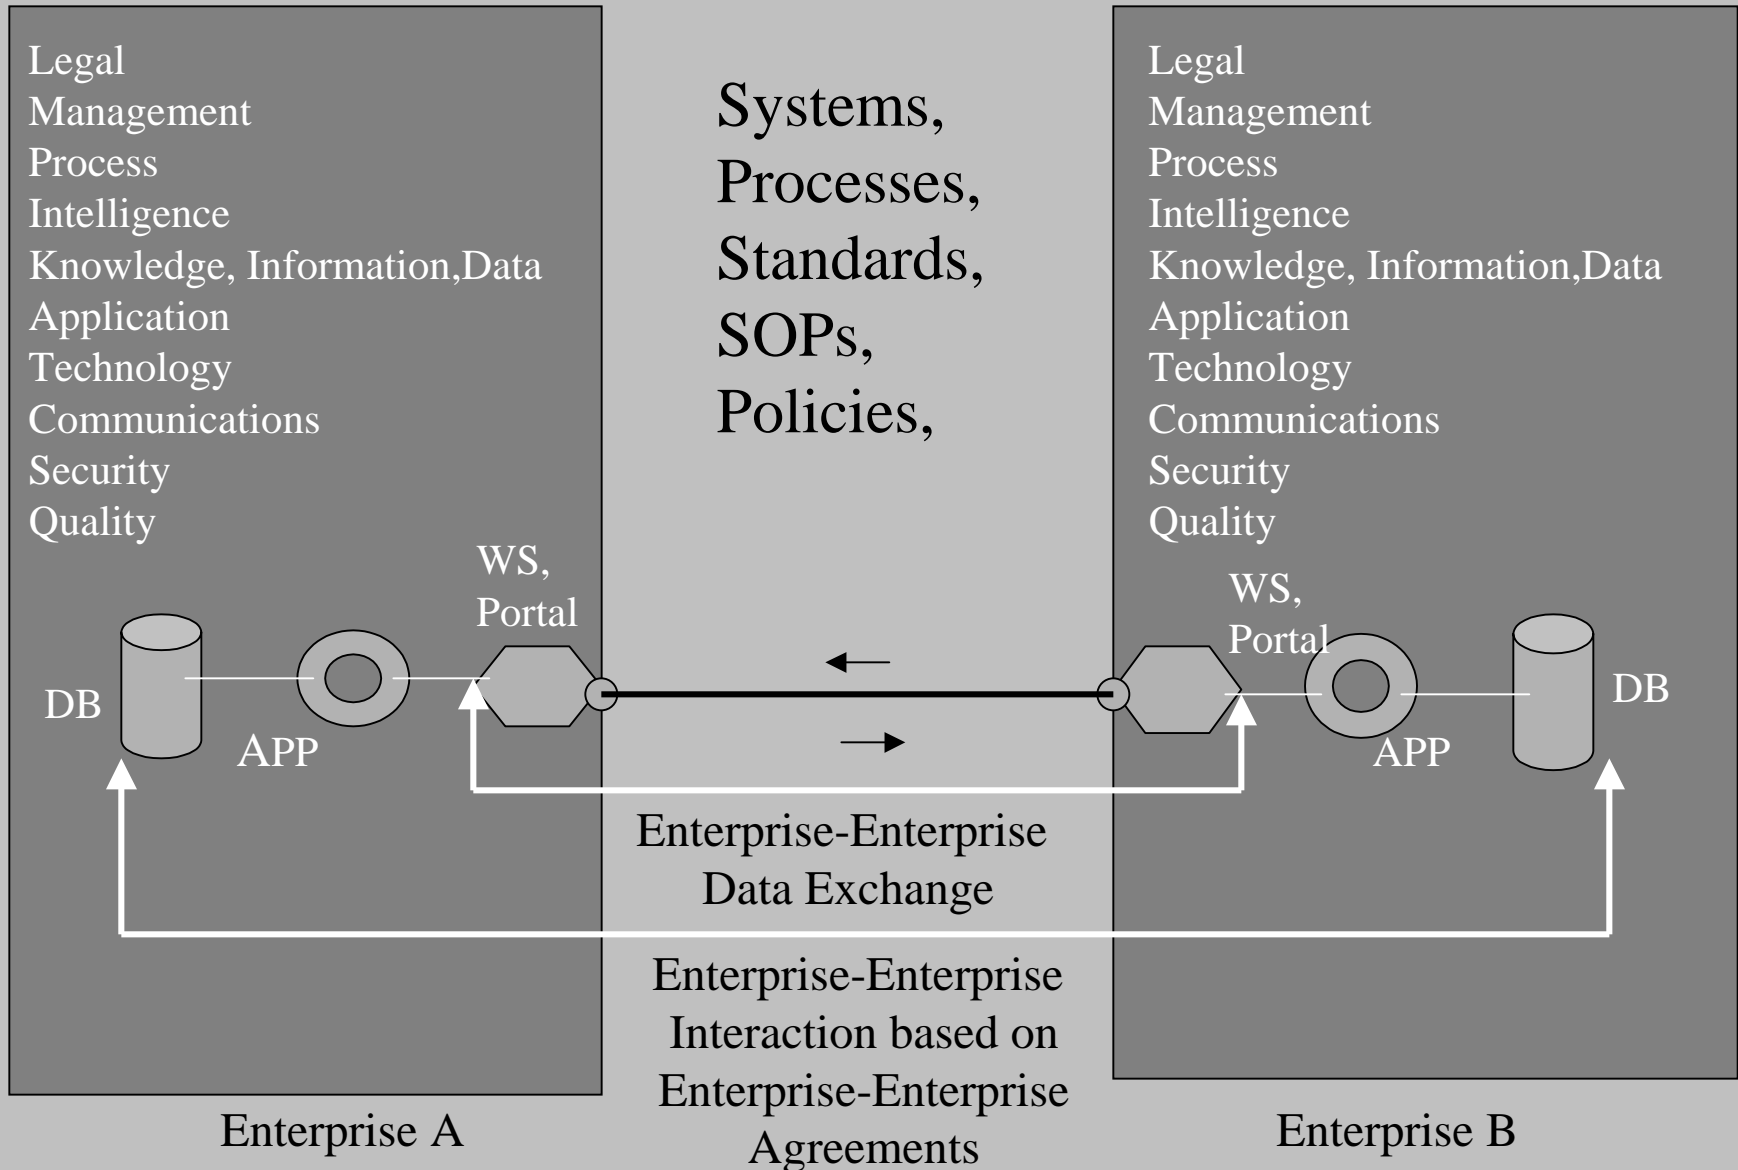 Legal
Management
Process
Intelligence
Knowledge, Information,Data
Application
Technology
Communications
Security
Quality
WS,
Portal
DB
APP
Systems,
Processes,
Standards,
SOPs,
Policies,
Legal
Management
Process
Intelligence
Knowledge, Information,Data
Application
Technology
Communications
Security
Quality
WS,
Portal
DB
APP
Enterprise-Enterprise
Data Exchange
Enterprise-Enterprise
Interaction based on
Enterprise-Enterprise
Agreements
Enterprise A
Enterprise B